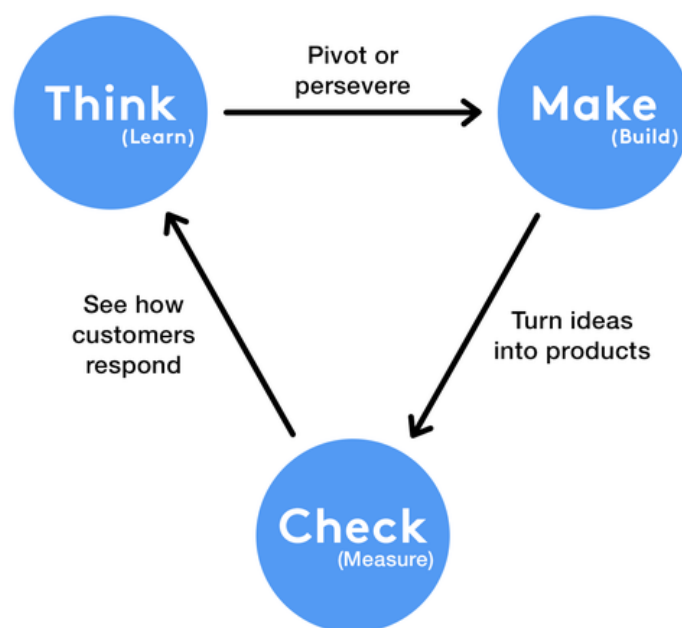 Think
(Learn)
Pivot or
persevere
Make
(Build)
See how
customers
respond
Turn ideas
into products
Check
(Measure)